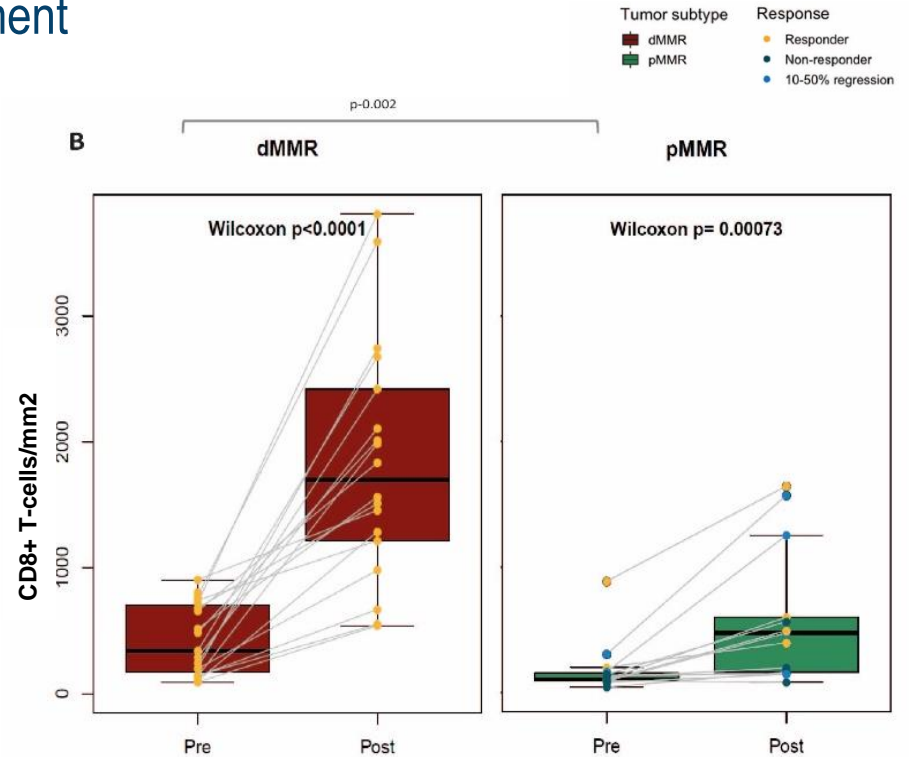 Tumor subtype
dMMR
pMMR
Response
Responder
Non-responder
10-50% regression
p-0.002
B
dMMR
pMMR
Wilcoxon p<0.0001
Wilcoxon p= 0.00073
CD8+ T-cells/mm2
3000
2000
1000
0
Pre
Post
Pre
Post